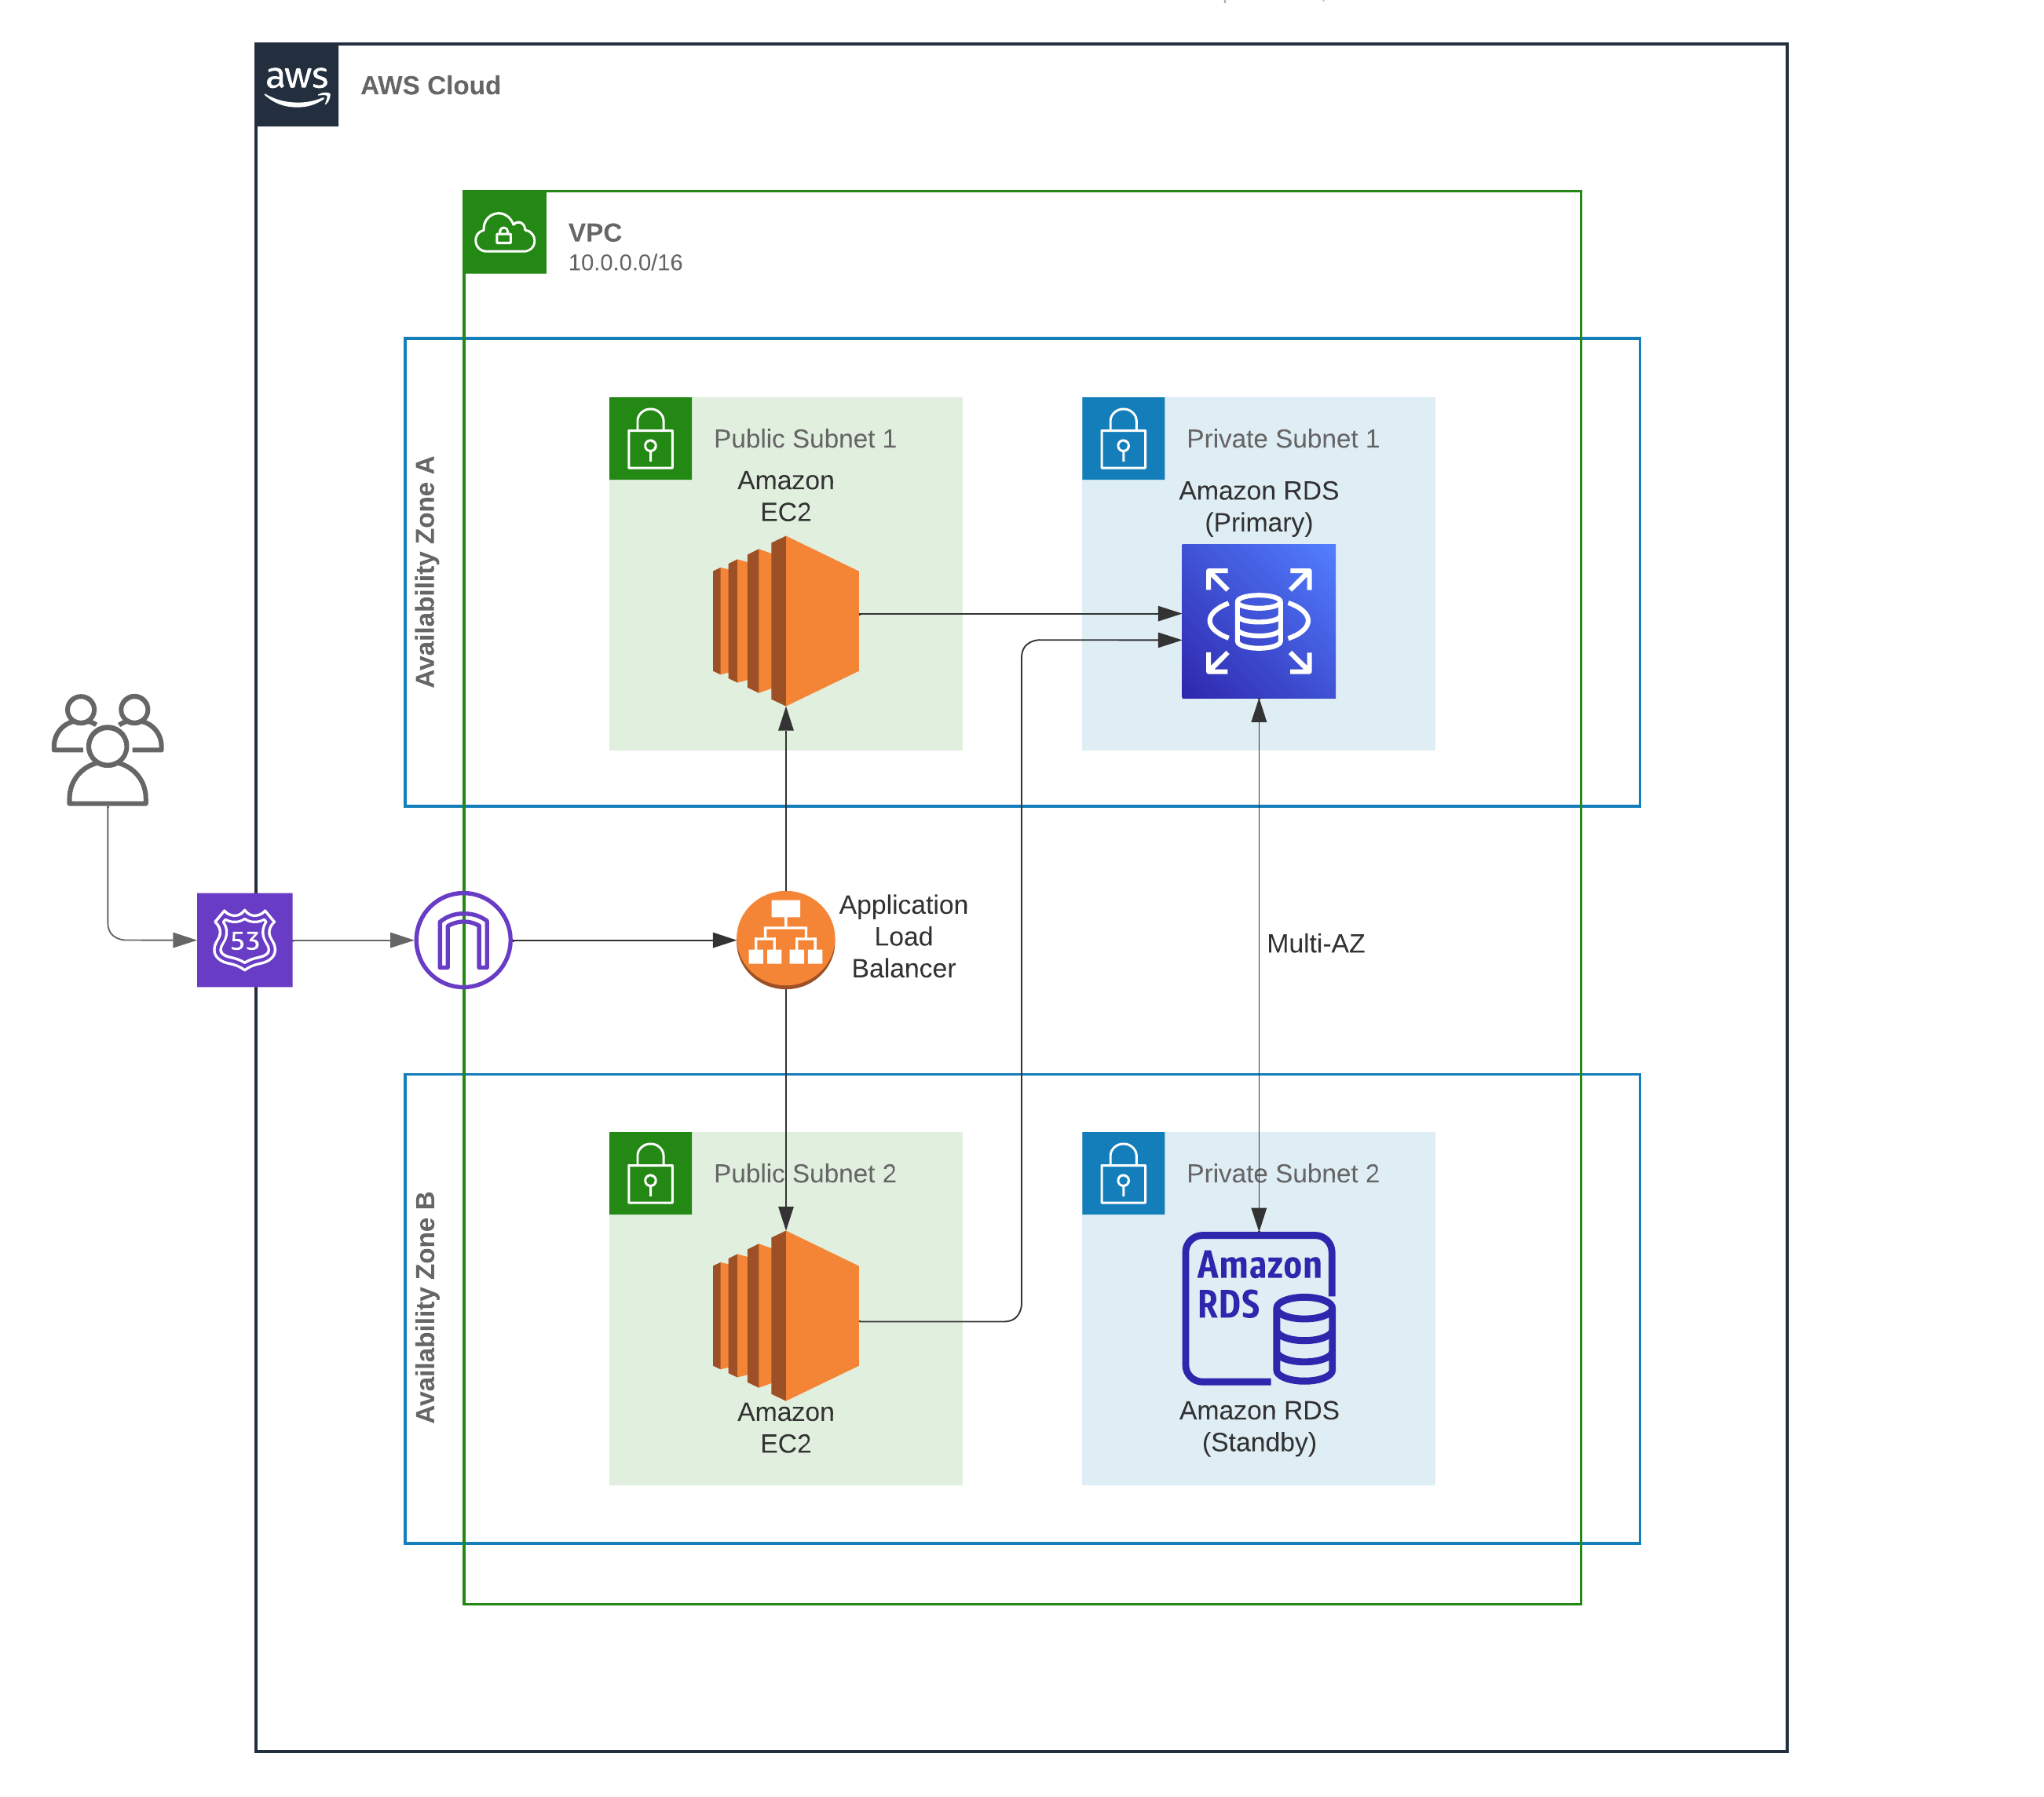 aws
AWS Cloud
VPC
10.0.0.0/16
Availability Zone A
Public Subnet 1
Amazon
EC2
Private Subnet 1
Amazon RDS
(Primary)
53
Application
Load
Balancer
Multi-AZ
Availability Zone B
Public Subnet 2
Amazon
EC2
Private Subnet 2
Amazon
RDS
Amazon RDS
(Standby)